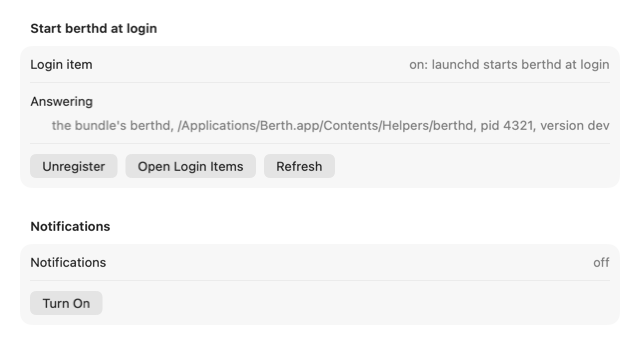 Start berthd at login
Login item on: launchd starts berthd at login
Answering
the bundle's berthd, /Applications/Berth.app/Contents/Helpers/berthd, pid 4321, version dev
Unregister Open Login Items Refresh
Notifications
Notifications off
Turn On